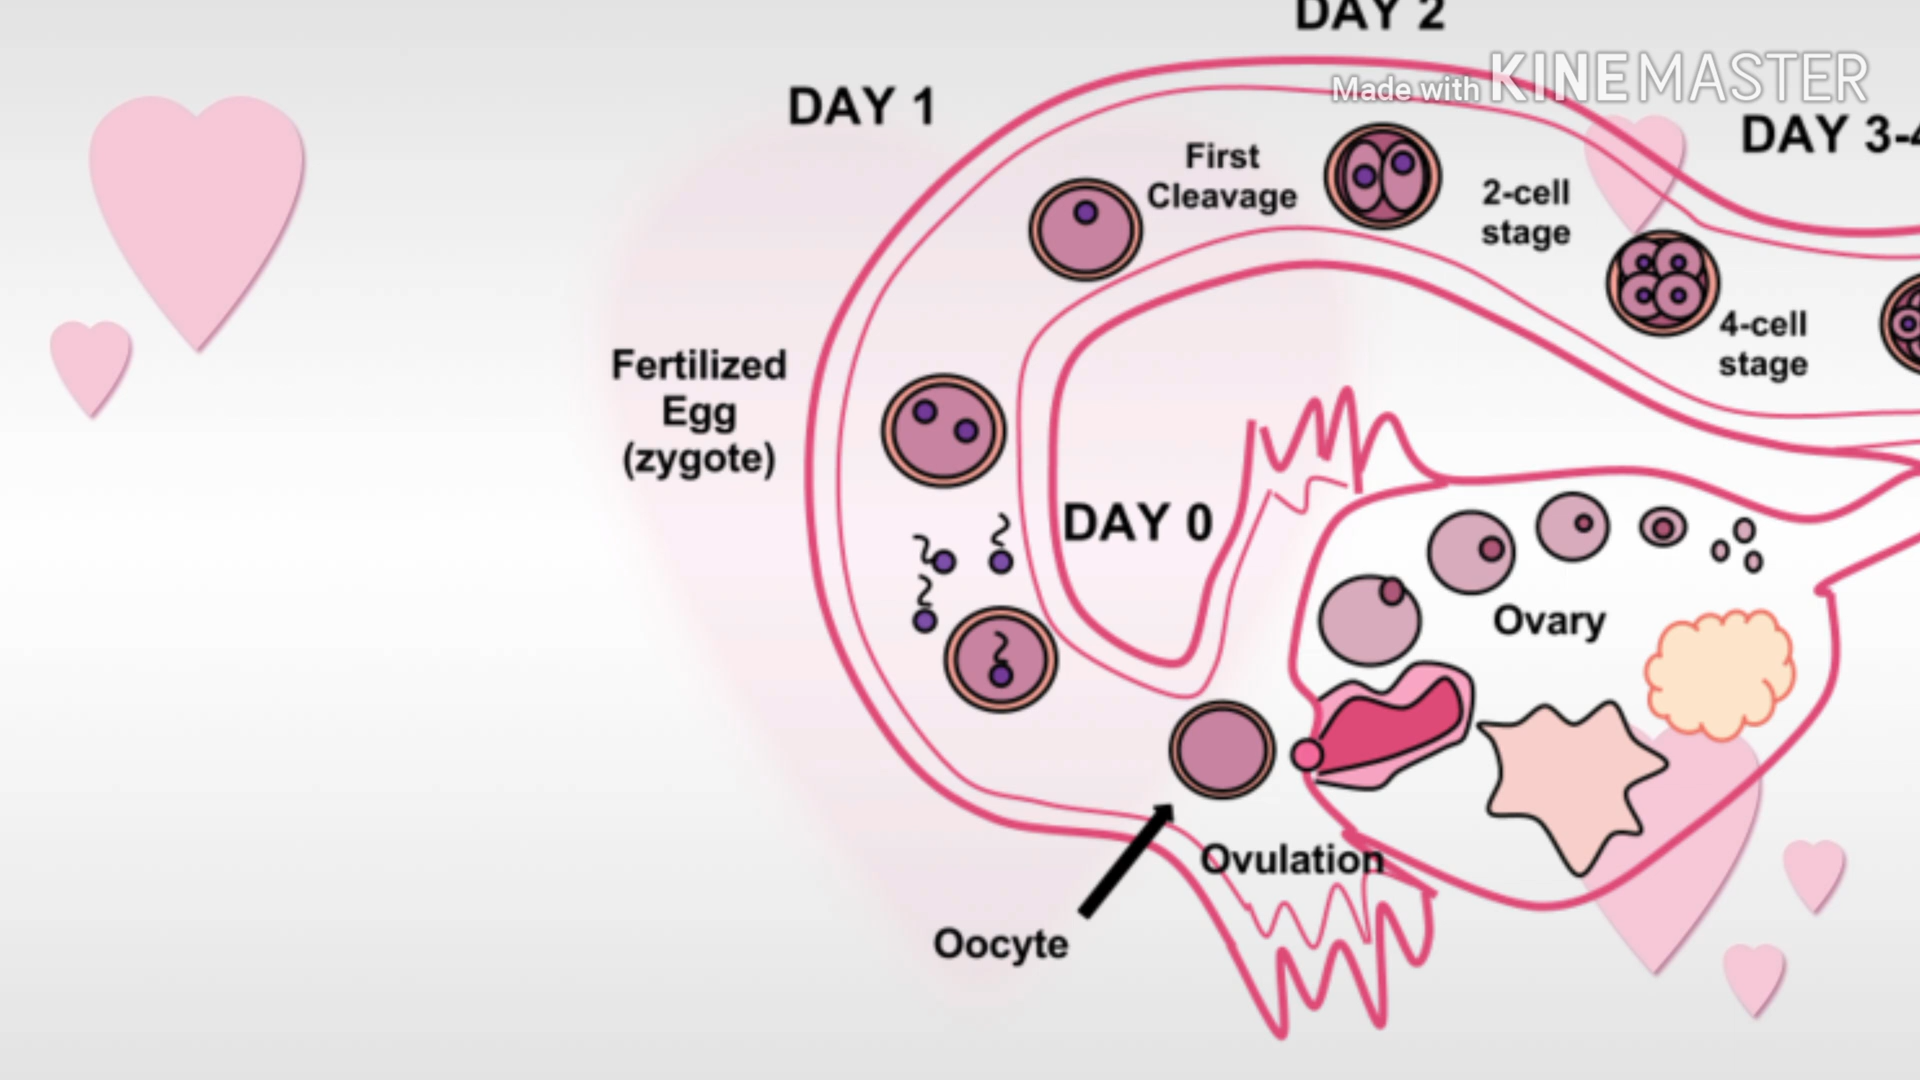 DAY 2
Made with KINEMASTER
DAY 1
DAY 3-4
First
Cleavage
2-cell
stage
4-cell
stage
Fertilized
Egg
(zygote)
DAY 0
Ovary
Ovulation
Oocyte